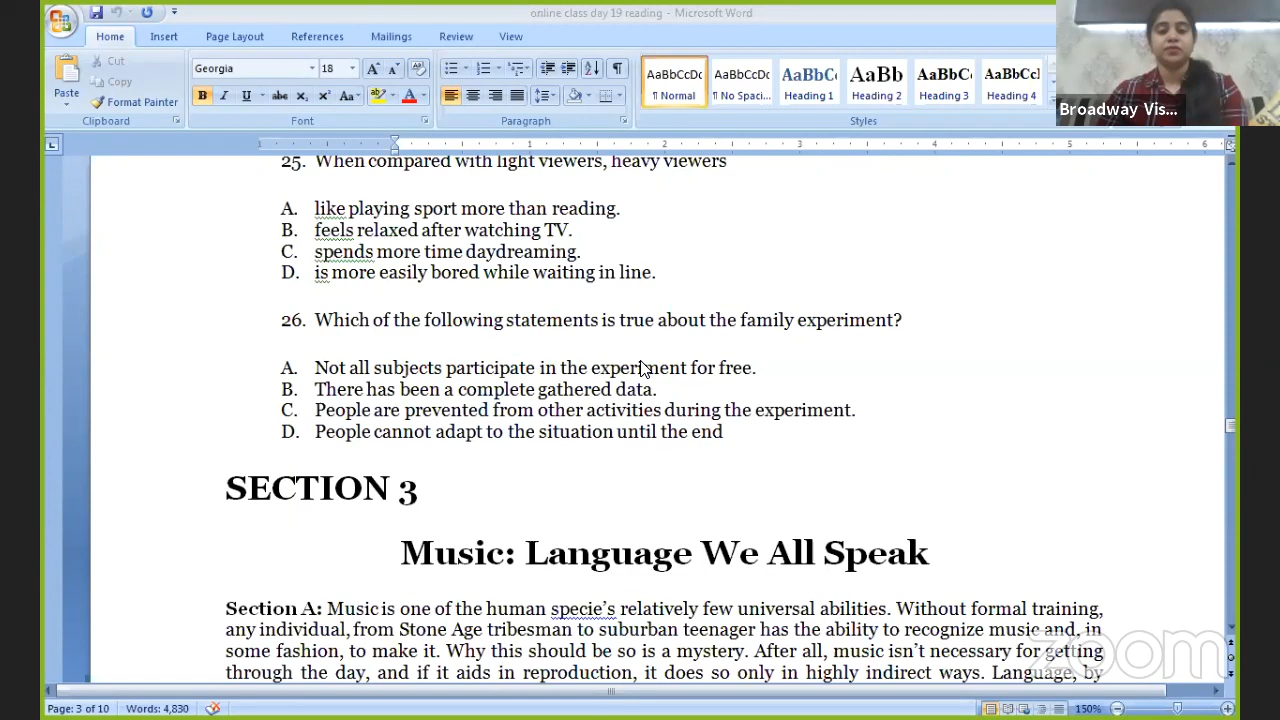 online class day 19 reading - Microsoft Word
Home Insert Page Layout References Mailings Review View
Cut
Copy
Format Painter
Paste
Georgia 18
AaBbCcDc AaBbCcDc AaBbC AaBb AaBbC AaBbCcI
¶ Normal ¶ No Spaci... Heading 1 Heading 2 Heading 3 Heading 4
Clipboard Font Paragraph Styles
Broadway Vis...
1 1 2 3 4 5 6
25. When compared with light viewers, heavy viewers
A. like playing sport more than reading.
B. feels relaxed after watching TV.
C. spends more time daydreaming.
D. is more easily bored while waiting in line.
26. Which of the following statements is true about the family experiment?
A. Not all subjects participate in the experiment for free.
B. There has been a complete gathered data.
C. People are prevented from other activities during the experiment.
D. People cannot adapt to the situation until the end
SECTION 3
Music: Language We All Speak
Section A: Music is one of the human specie's relatively few universal abilities. Without formal training,
any individual, from Stone Age tribesman to suburban teenager has the ability to recognize music and, in
some fashion, to make it. Why this should be so is a mystery. After all, music isn't necessary for getting
through the day, and if it aids in reproduction, it does so only in highly indirect ways. Language, by
zoom
Page: 3 of 10 Words: 4,830 150%